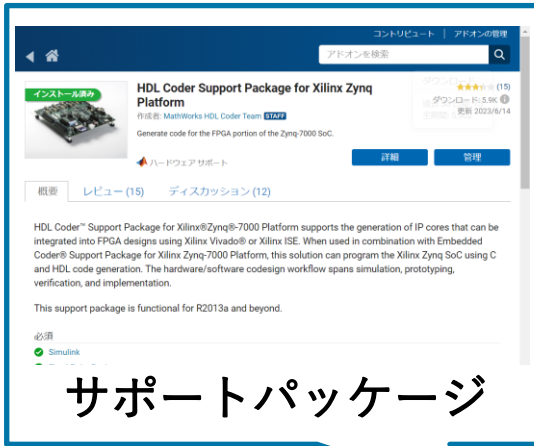 コントリビュート | アドオンの管理
アドオンを検索
インストール済み
HDL Coder Support Package for Xilinx Zynq
Platform
作成者: MathWorks HDL Coder Team STAFF
Generate code for the FPGA portion of the Zynq-7000 SoC.
ハードウェア サポート
(15)
ダウンロード: 5.9K
更新 2023/6/14
詳細
管理
概要
レビュー (15)
ディスカッション (12)
HDL Coder™ Support Package for Xilinx®Zynq®-7000 Platform supports the generation of IP cores that can be
integrated into FPGA designs using Xilinx Vivado® or Xilinx ISE. When used in combination with Embedded
Coder® Support Package for Xilinx Zynq-7000 Platform, this solution can program the Xilinx Zynq SoC using C
and HDL code generation. The hardware/software codesign workflow spans simulation, prototyping,
verification, and implementation.
This support package is functional for R2013a and beyond.
必須
Simulink
サポートパッケージ